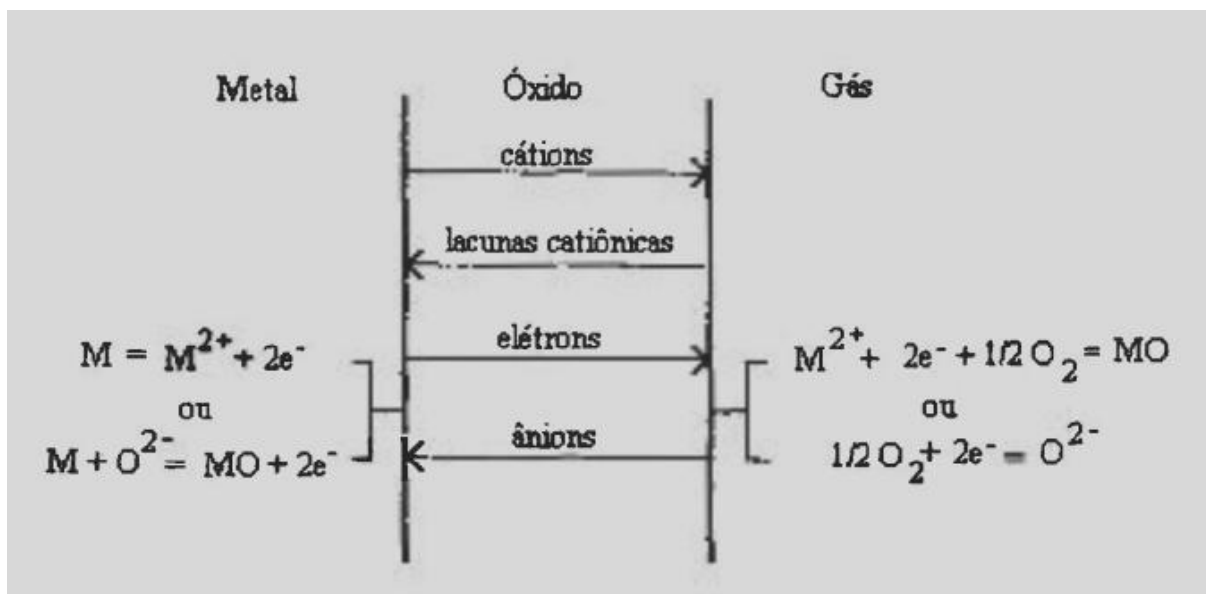 Metal Óxido Gás
cátions
lacunas catiônicas
elétrons
M = M²⁺ + 2e⁻
ou
M + O²⁻ = MO + 2e⁻
M²⁺ + 2e⁻ + 1/2 O₂ = MO
ou
1/2 O₂ + 2e⁻ = O²⁻
ânions